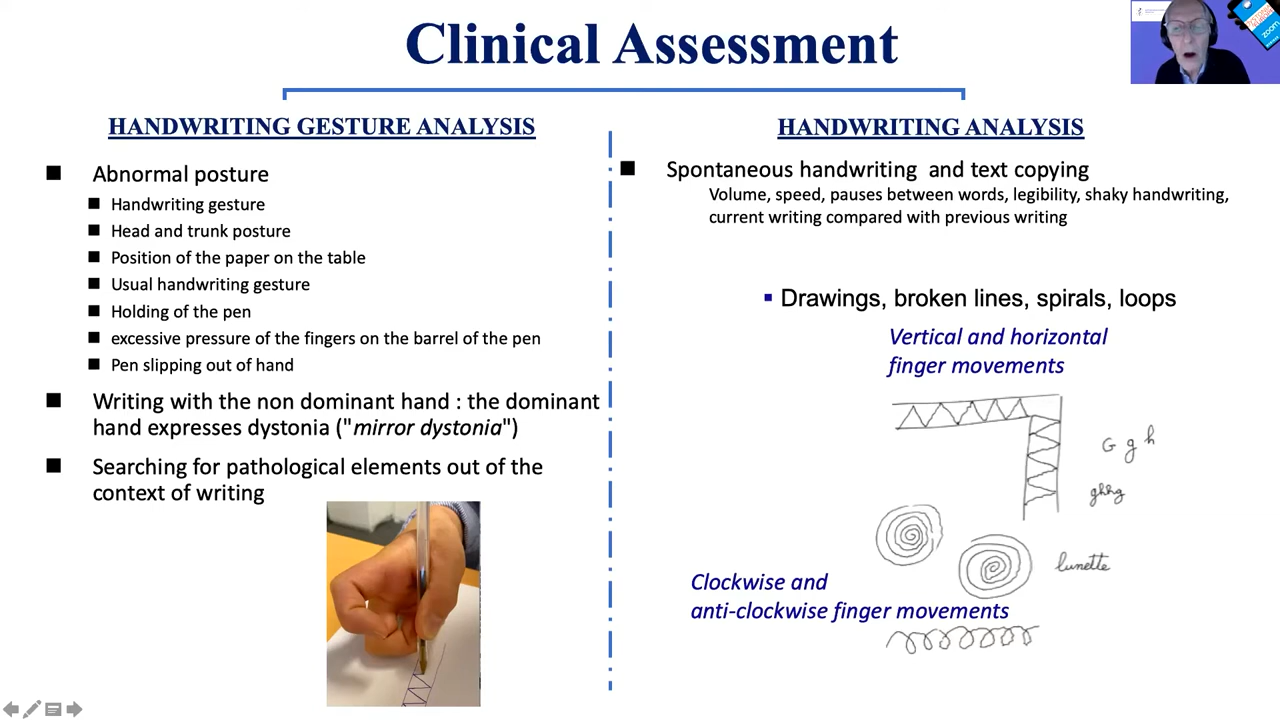 Clinical Assessment
HANDWRITING GESTURE ANALYSIS
Abnormal posture
Handwriting gesture
Head and trunk posture
Position of the paper on the table
Usual handwriting gesture
Holding of the pen
excessive pressure of the fingers on the barrel of the pen
Pen slipping out of hand
Writing with the non dominant hand : the dominant
hand expresses dystonia ("mirror dystonia")
Searching for pathological elements out of the
context of writing
HANDWRITING ANALYSIS
Spontaneous handwriting and text copying
Volume, speed, pauses between words, legibility, shaky handwriting,
current writing compared with previous writing
Drawings, broken lines, spirals, loops
Vertical and horizontal
finger movements
G g h
ghhg
lunette
Clockwise and
anti-clockwise finger movements
zoom